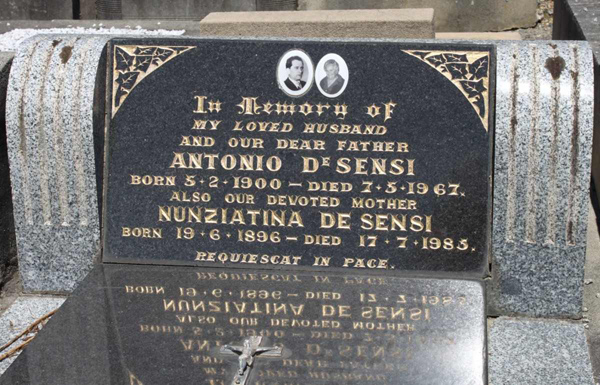 In Memory of
MY LOVED HUSBAND
AND OUR DEAR FATHER
ANTONIO DE SENSI
BORN 5-2-1900 — DIED 7-5-1967.
ALSO OUR DEVOTED MOTHER
NUNZIATINA DE SENSI
BORN 19-6-1896 — DIED 17-7-1985.
REQUIESCAT IN PACE.